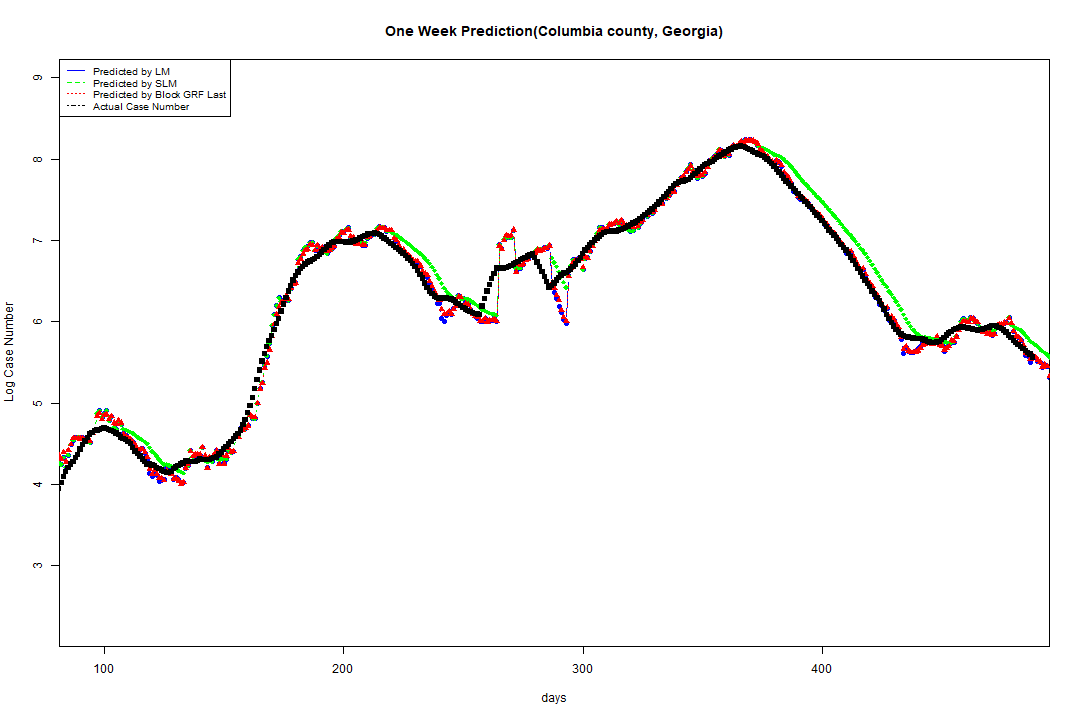 One Week Prediction(Columbia county, Georgia)
Predicted by LM
Predicted by SLM
Predicted by Block GRF Last
Actual Case Number
9
8
7
6
5
4
3
Log Case Number
100 200 300 400
days